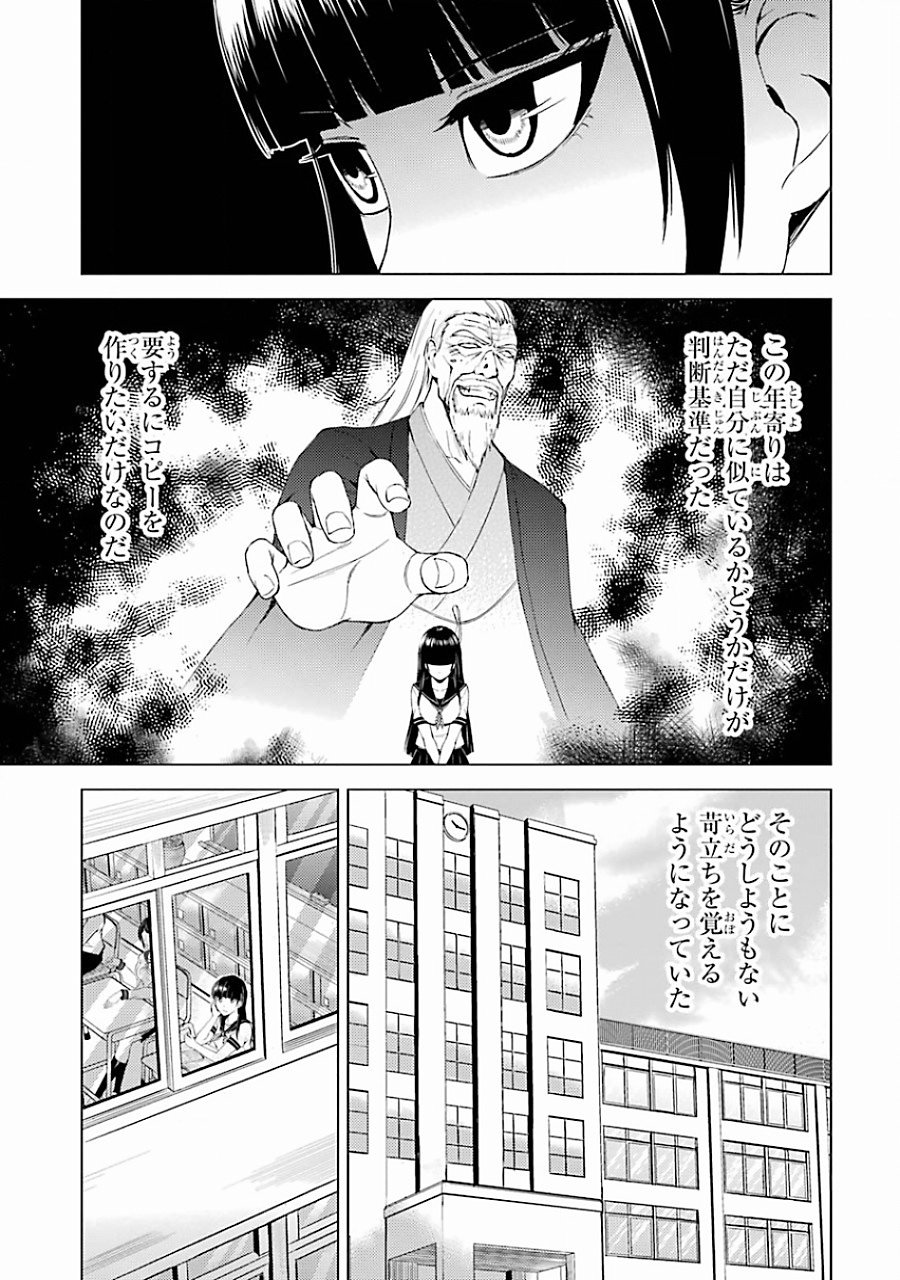 この年寄りは
ただ自分に似ているかどうかだけが
判断基準だった
要するにコピーを
作りたいだけなのだ
そのことに
どうしようもない
苛立ちを覚える
ようになっていた